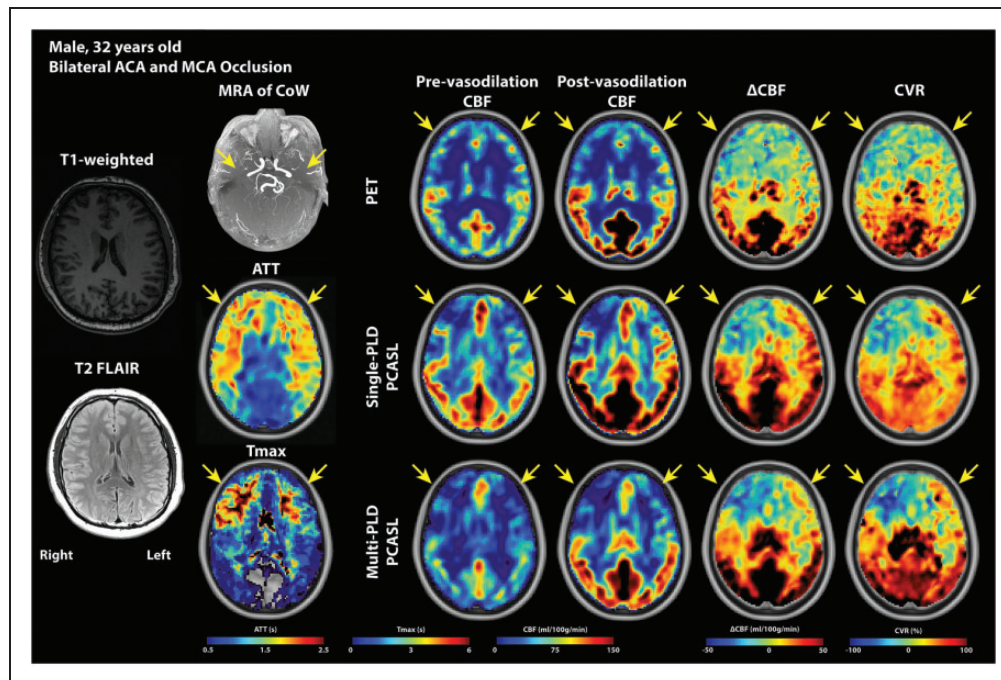 Male, 32 years old
Bilateral ACA and MCA Occlusion
MRA of CoW
T1-weighted
ATT
T2 FLAIR
Tmax
Right Left
Pre-vasodilation CBF
Post-vasodilation CBF
ΔCBF
CVR
PET
Single-PLD PCASL
Multi-PLD PCASL
ATT (s)
0.5 1.5 2.5
Tmax (s)
0 3 6
CBF (ml/100g/min)
0 75 150
ΔCBF (ml/100g/min)
-50 0 50
CVR (%)
-100 0 100